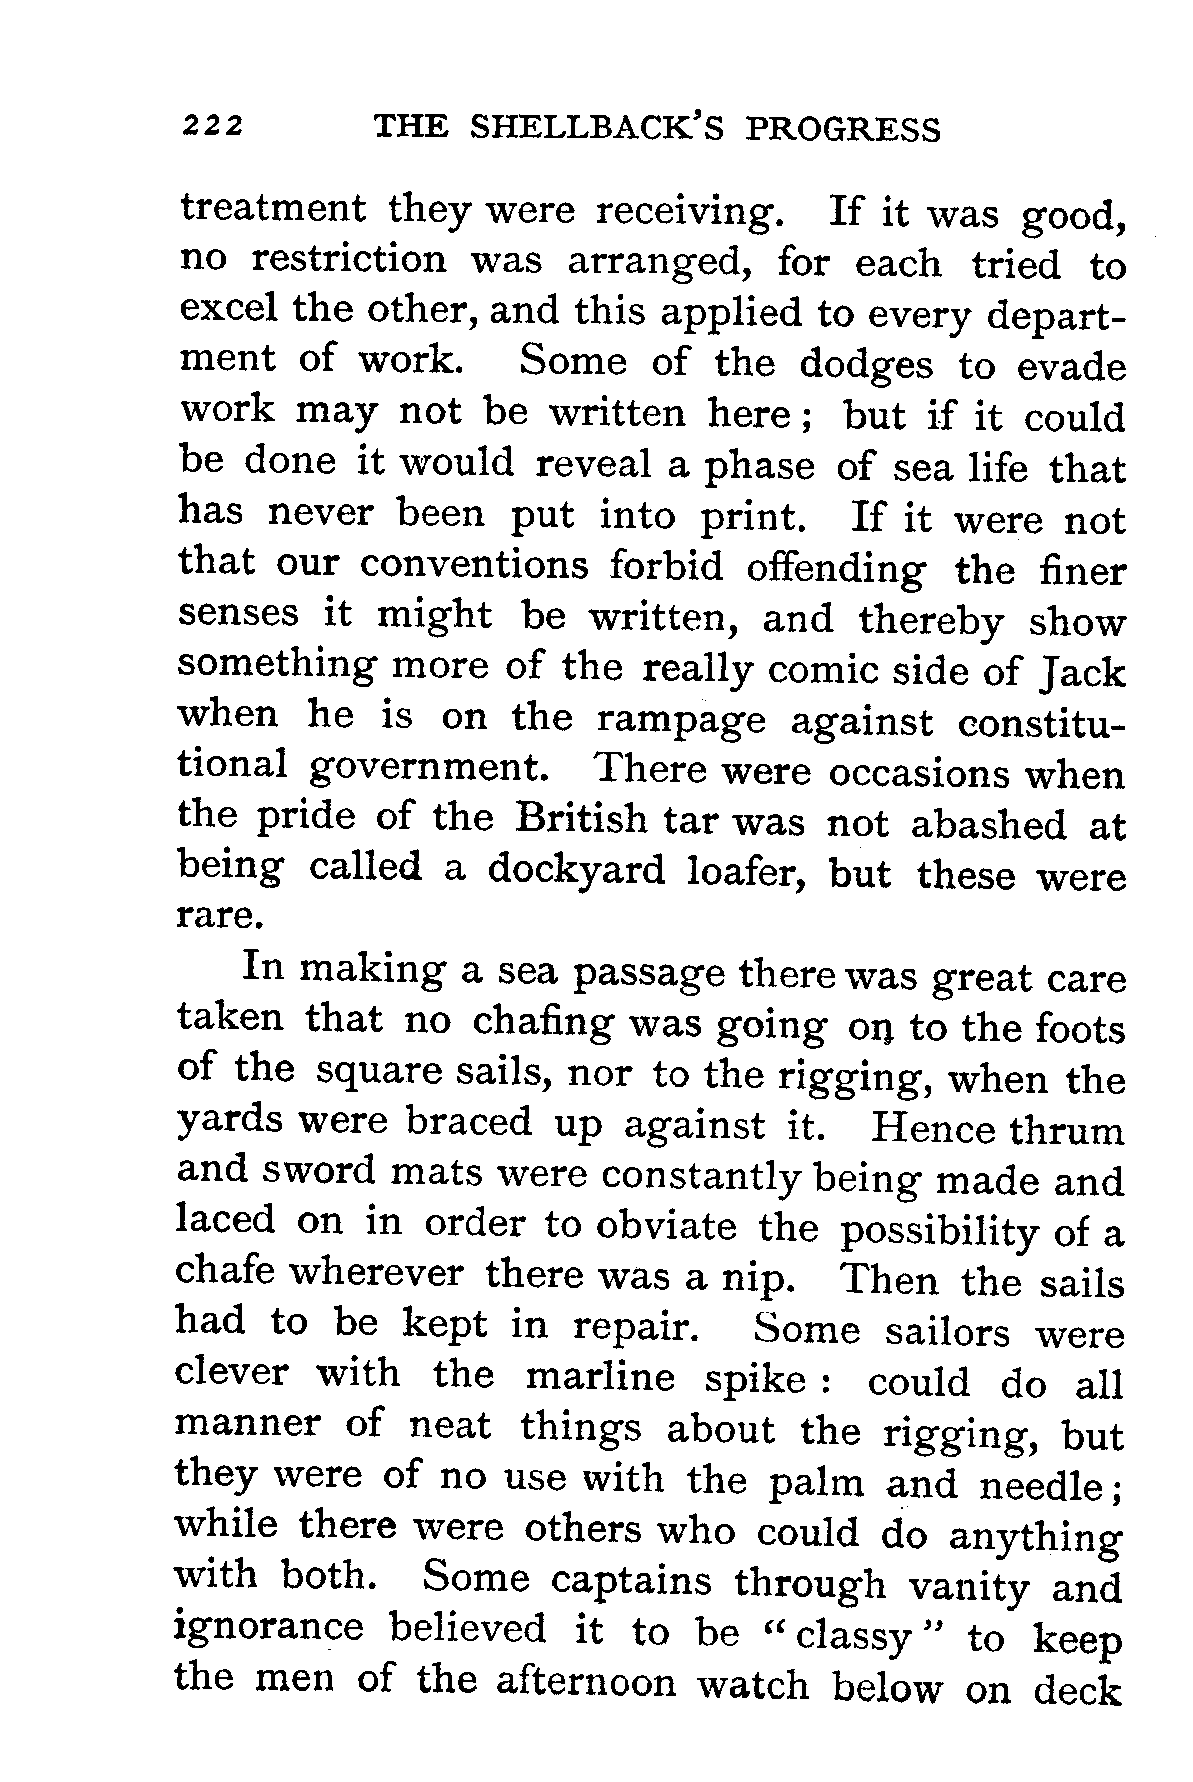 222 THE SHELLBACK'S PROGRESS
treatment they were receiving. If it was good,
no restriction was arranged, for each tried to
excel the other, and this applied to every depart-
ment of work. Some of the dodges to evade
work may not be written here; but if it could
be done it would reveal a phase of sea life that
has never been put into print. If it were not
that our conventions forbid offending the finer
senses it might be written, and thereby show
something more of the really comic side of Jack
when he is on the rampage against constitu-
tional government. There were occasions when
the pride of the British tar was not abashed at
being called a dockyard loafer, but these were
rare.
In making a sea passage there was great care
taken that no chafing was going on to the foots
of the square sails, nor to the rigging, when the
yards were braced up against it. Hence thrum
and sword mats were constantly being made and
laced on in order to obviate the possibility of a
chafe wherever there was a nip. Then the sails
had to be kept in repair. Some sailors were
clever with the marline spike: could do all
manner of neat things about the rigging, but
they were of no use with the palm and needle;
while there were others who could do anything
with both. Some captains through vanity and
ignorance believed it to be "classy" to keep
the men of the afternoon watch below on deck